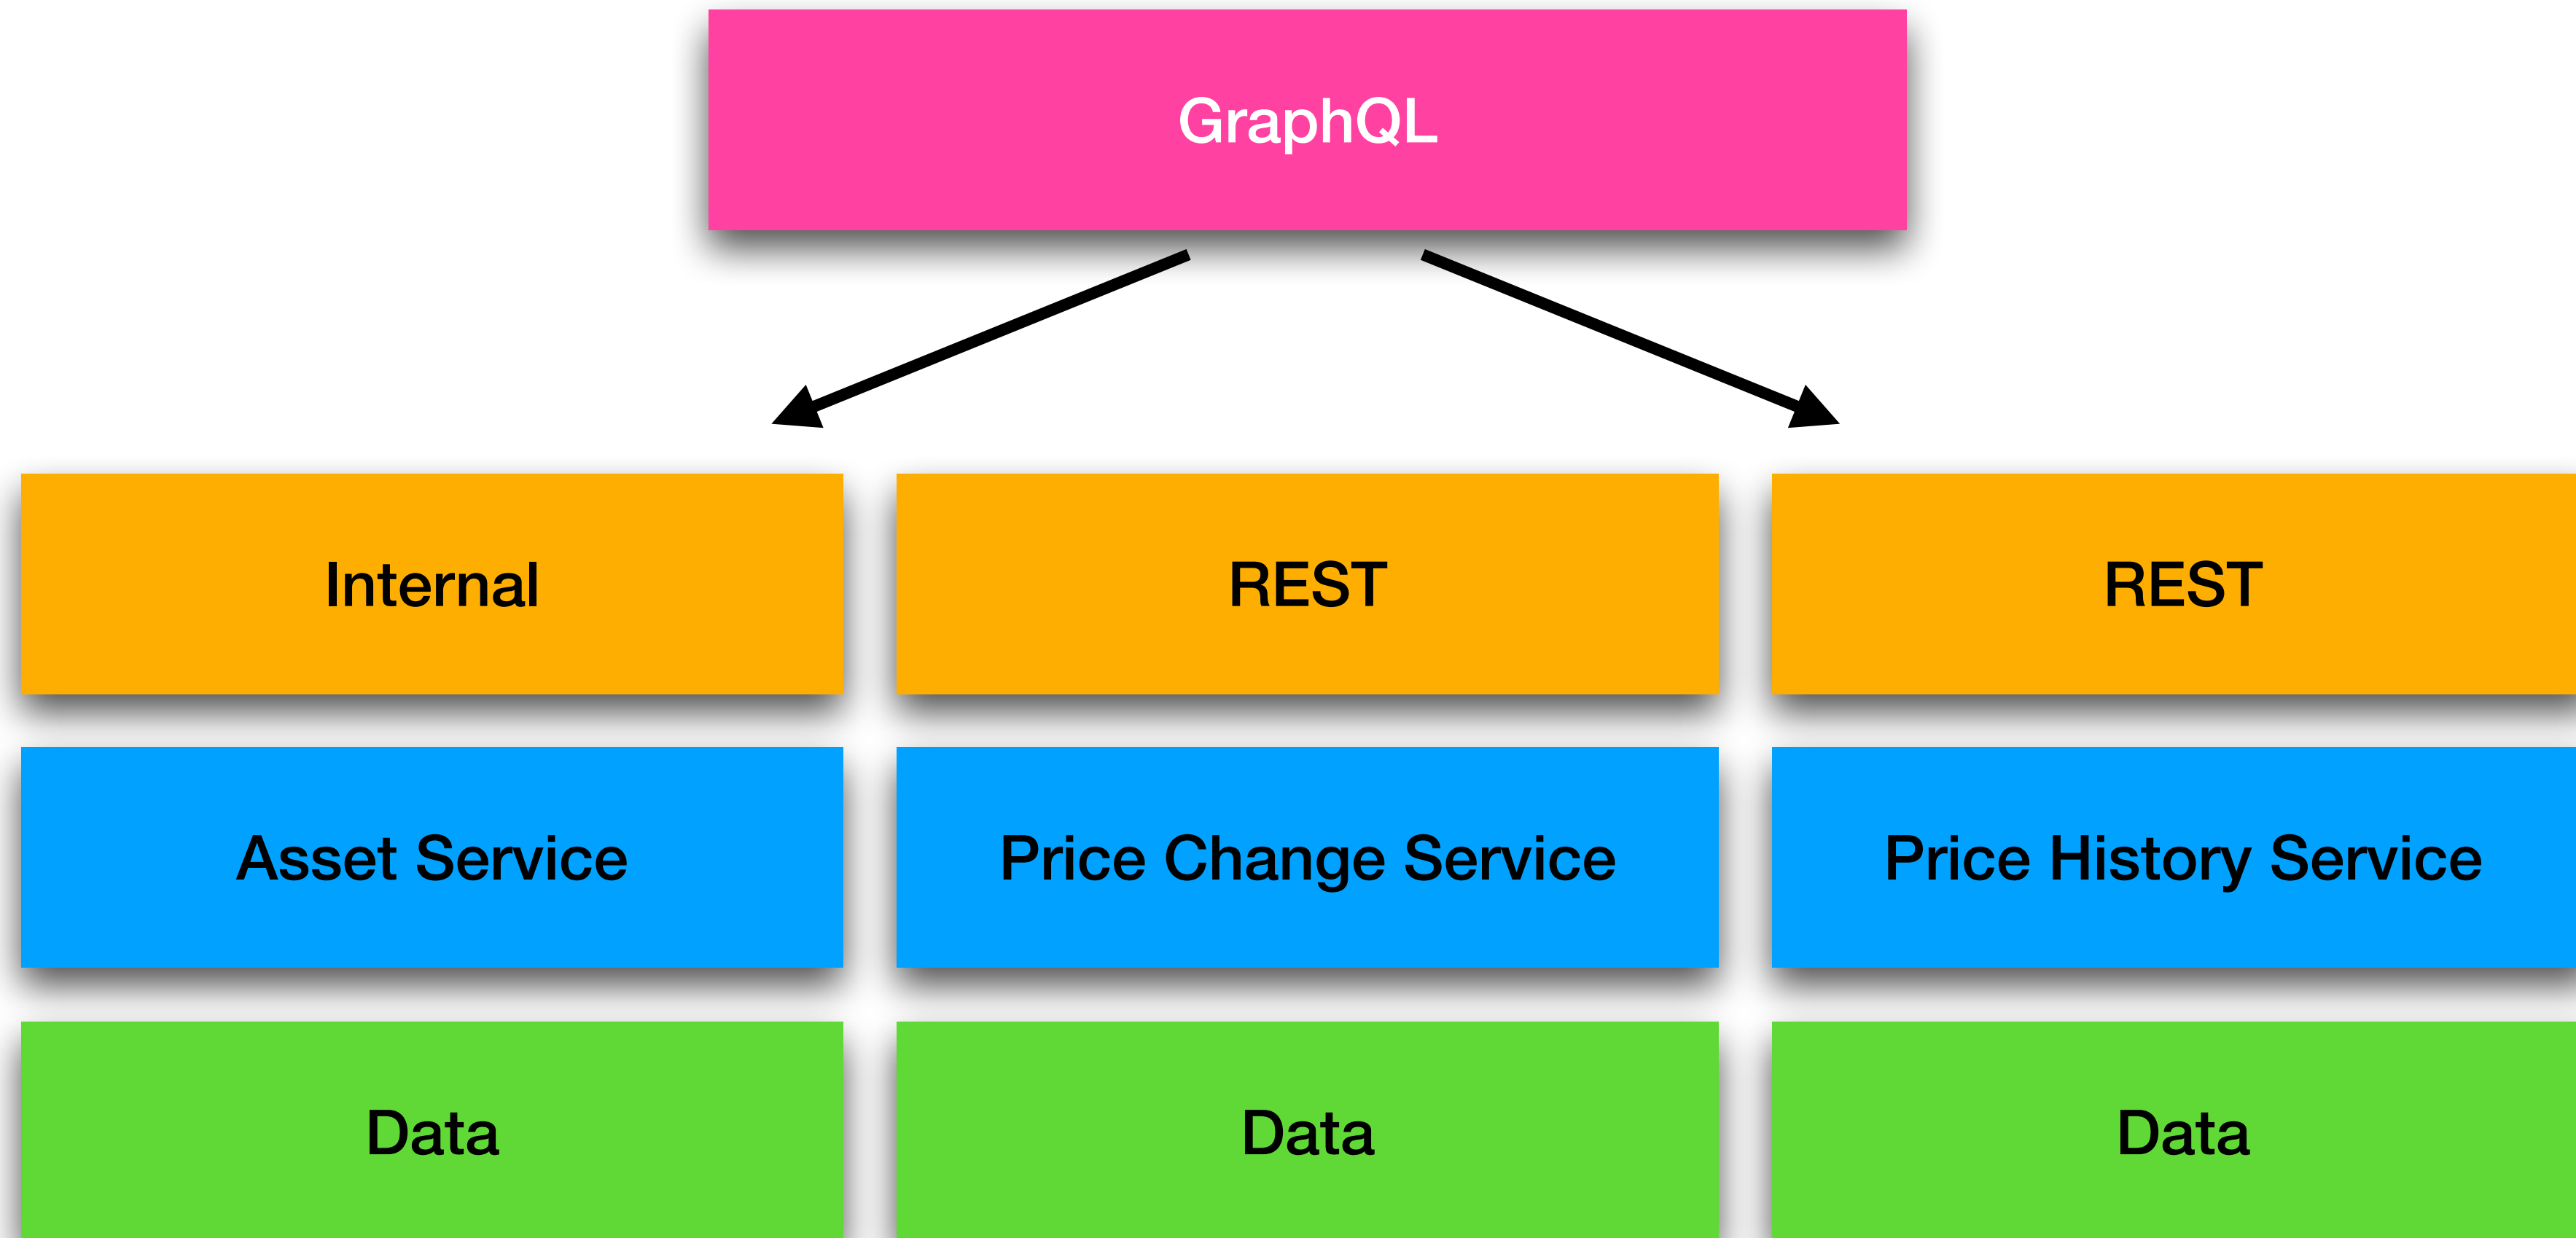 GraphQL
Internal
REST
REST
Asset Service
Price Change Service
Price History Service
Data
Data
Data